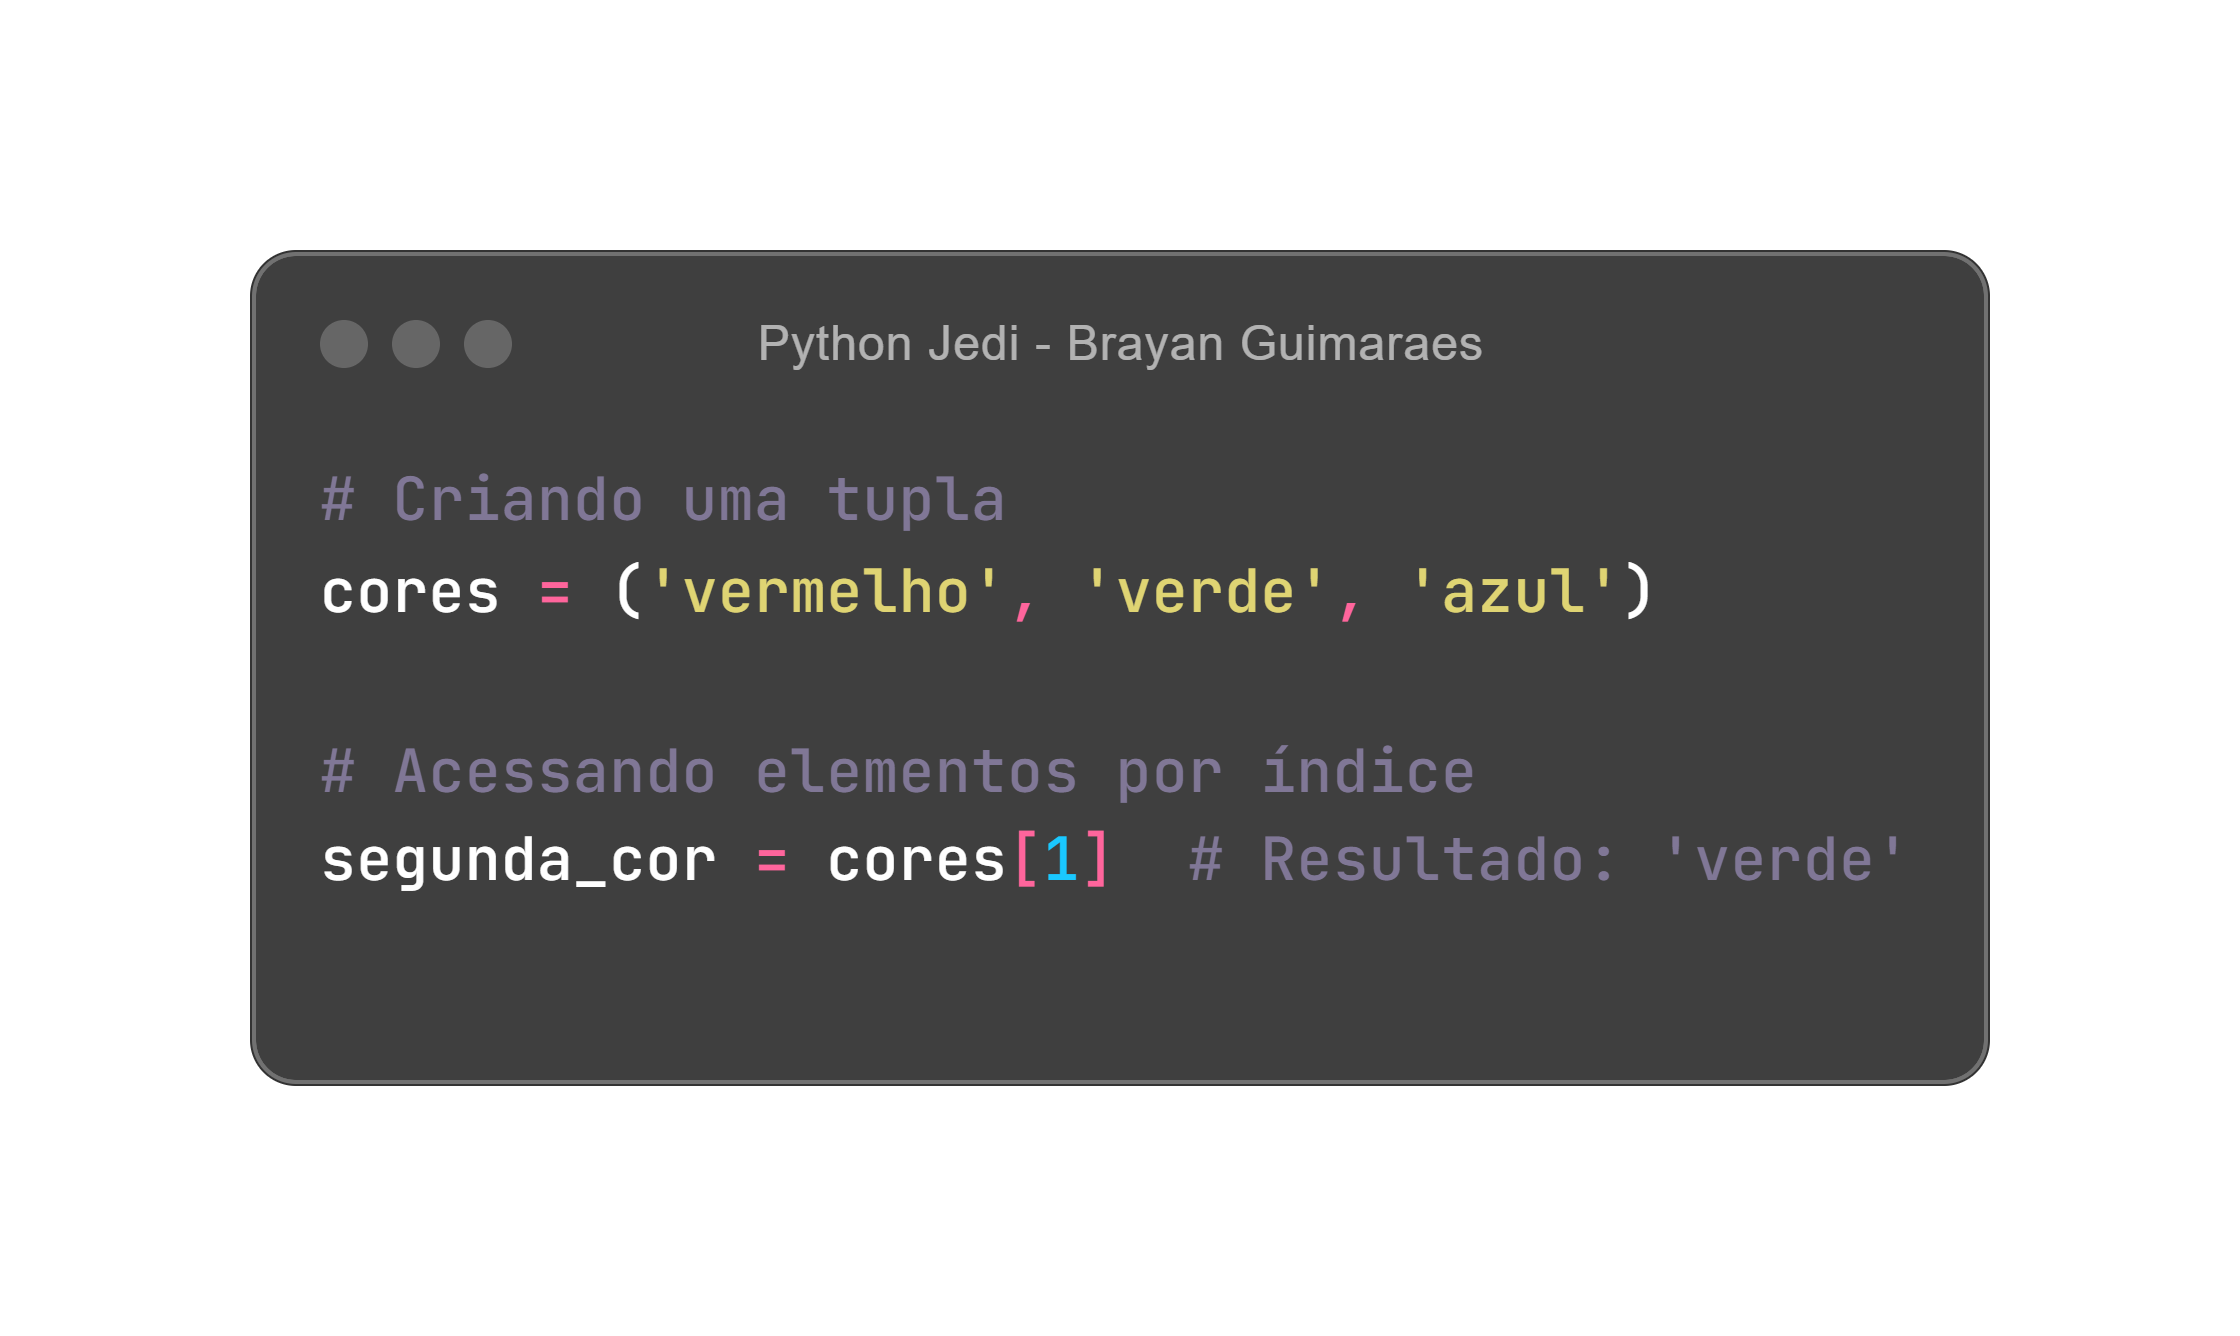 Python Jedi - Brayan Guimaraes
# Criando uma tupla
cores = ('vermelho', 'verde', 'azul')
# Acessando elementos por índice
segunda_cor = cores[1]  # Resultado: 'verde'